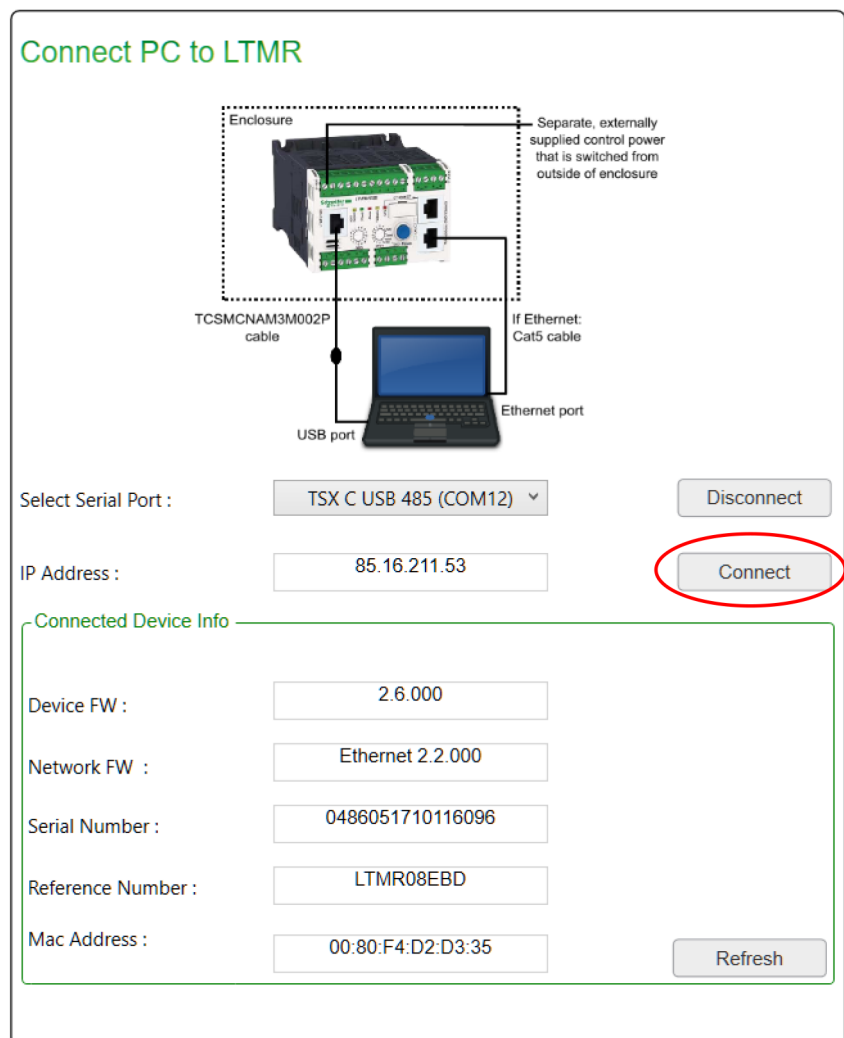 Connect PC to LTMR
Enclosure
Separate, externally
supplied control power
that is switched from
outside of enclosure
TCSMCNAM3M002P
cable
If Ethernet:
Cat5 cable
Ethernet port
USB port
Select Serial Port :
TSX C USB 485 (COM12)
Disconnect
IP Address :
85.16.211.53
Connect
Connected Device Info
Device FW :
2.6.000
Network FW :
Ethernet 2.2.000
Serial Number :
0486051710116096
Reference Number :
LTMR08EBD
Mac Address :
00:80:F4:D2:D3:35
Refresh